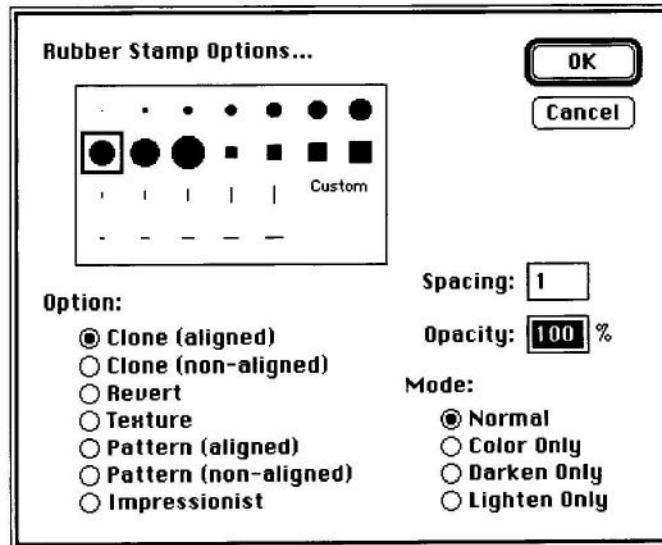 Rubber Stamp Options...
OK
Cancel
Custom
Spacing: 1
Opacity: 100 %
Option:
Clone (aligned)
Clone (non-aligned)
Revert
Texture
Pattern (aligned)
Pattern (non-aligned)
Impressionist
Mode:
Normal
Color Only
Darken Only
Lighten Only